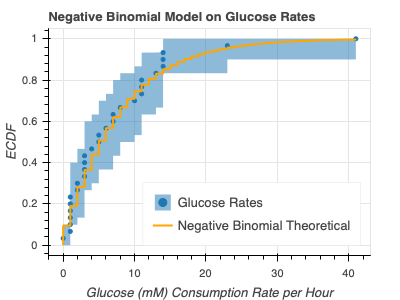 Negative Binomial Model on Glucose Rates
1
0.8
0.6
0.4
0.2
0
ECDF
Glucose Rates
Negative Binomial Theoretical
0 10 20 30 40
Glucose (mM) Consumption Rate per Hour